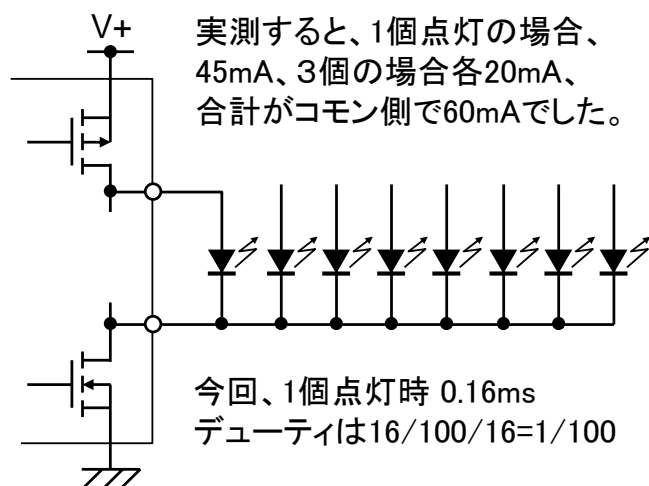 V+
実測すると、1個点灯の場合、
45mA、３個の場合各20mA、
合計がコモン側で60mAでした。
今回、1個点灯時 0.16ms
デューティは16/100/16=1/100